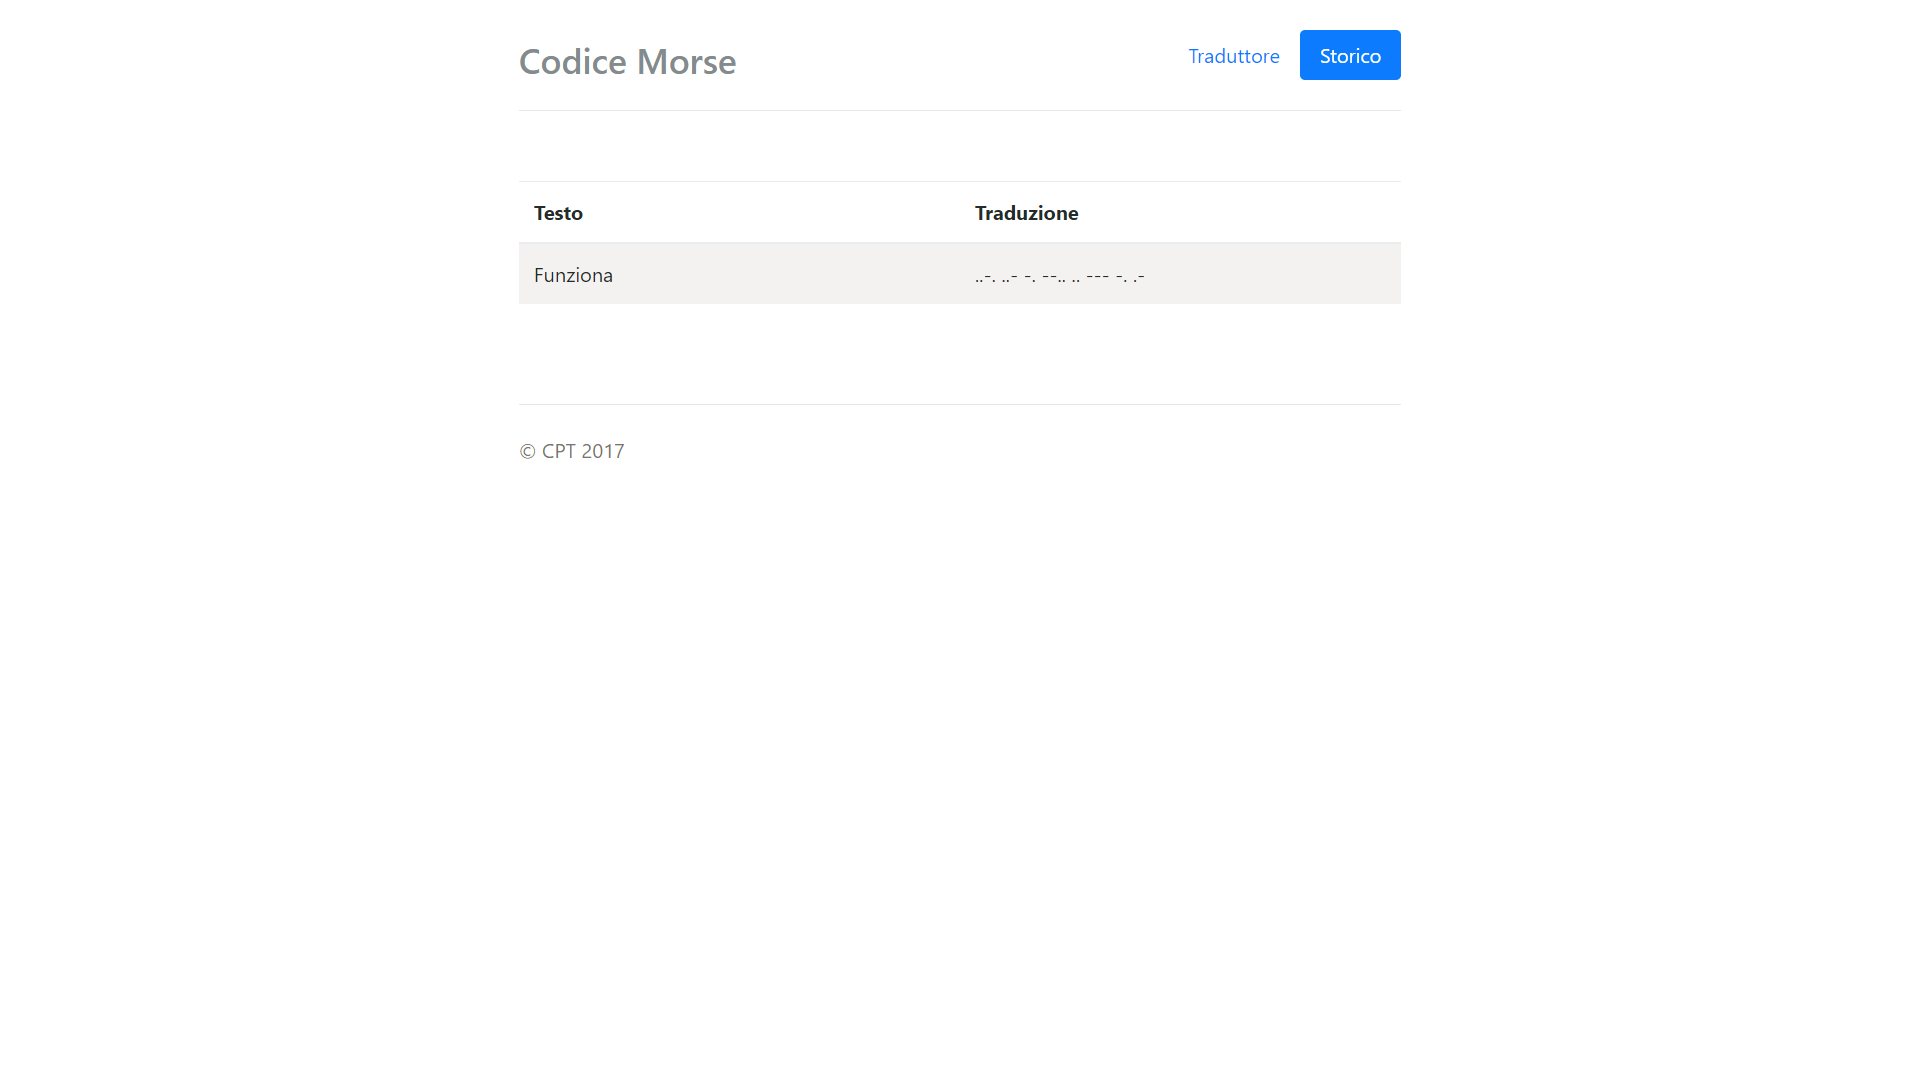 Codice Morse
Traduttore
Storico
Testo
Traduzione
Funziona
..-. ..- -. --.. .. --- -. .-
© CPT 2017